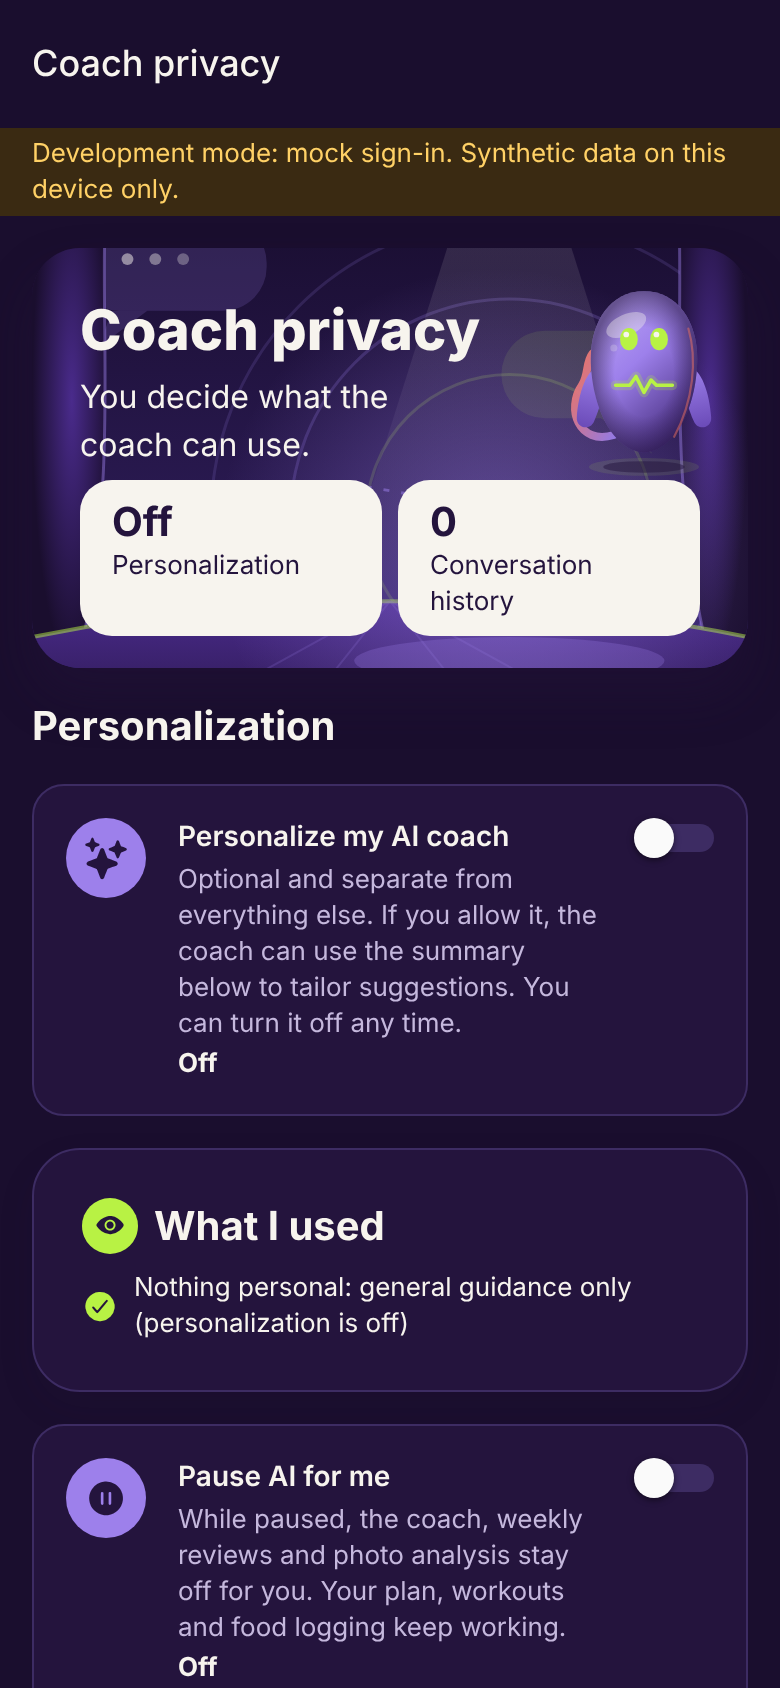 Coach privacy
Development mode: mock sign-in. Synthetic data on this
device only.
Coach privacy
You decide what the
coach can use.
Off
Personalization
0
Conversation
history
Personalization
Personalize my AI coach
Optional and separate from
everything else. If you allow it, the
coach can use the summary
below to tailor suggestions. You
can turn it off any time.
Off
What I used
Nothing personal: general guidance only
(personalization is off)
Pause AI for me
While paused, the coach, weekly
reviews and photo analysis stay
off for you. Your plan, workouts
and food logging keep working.
Off